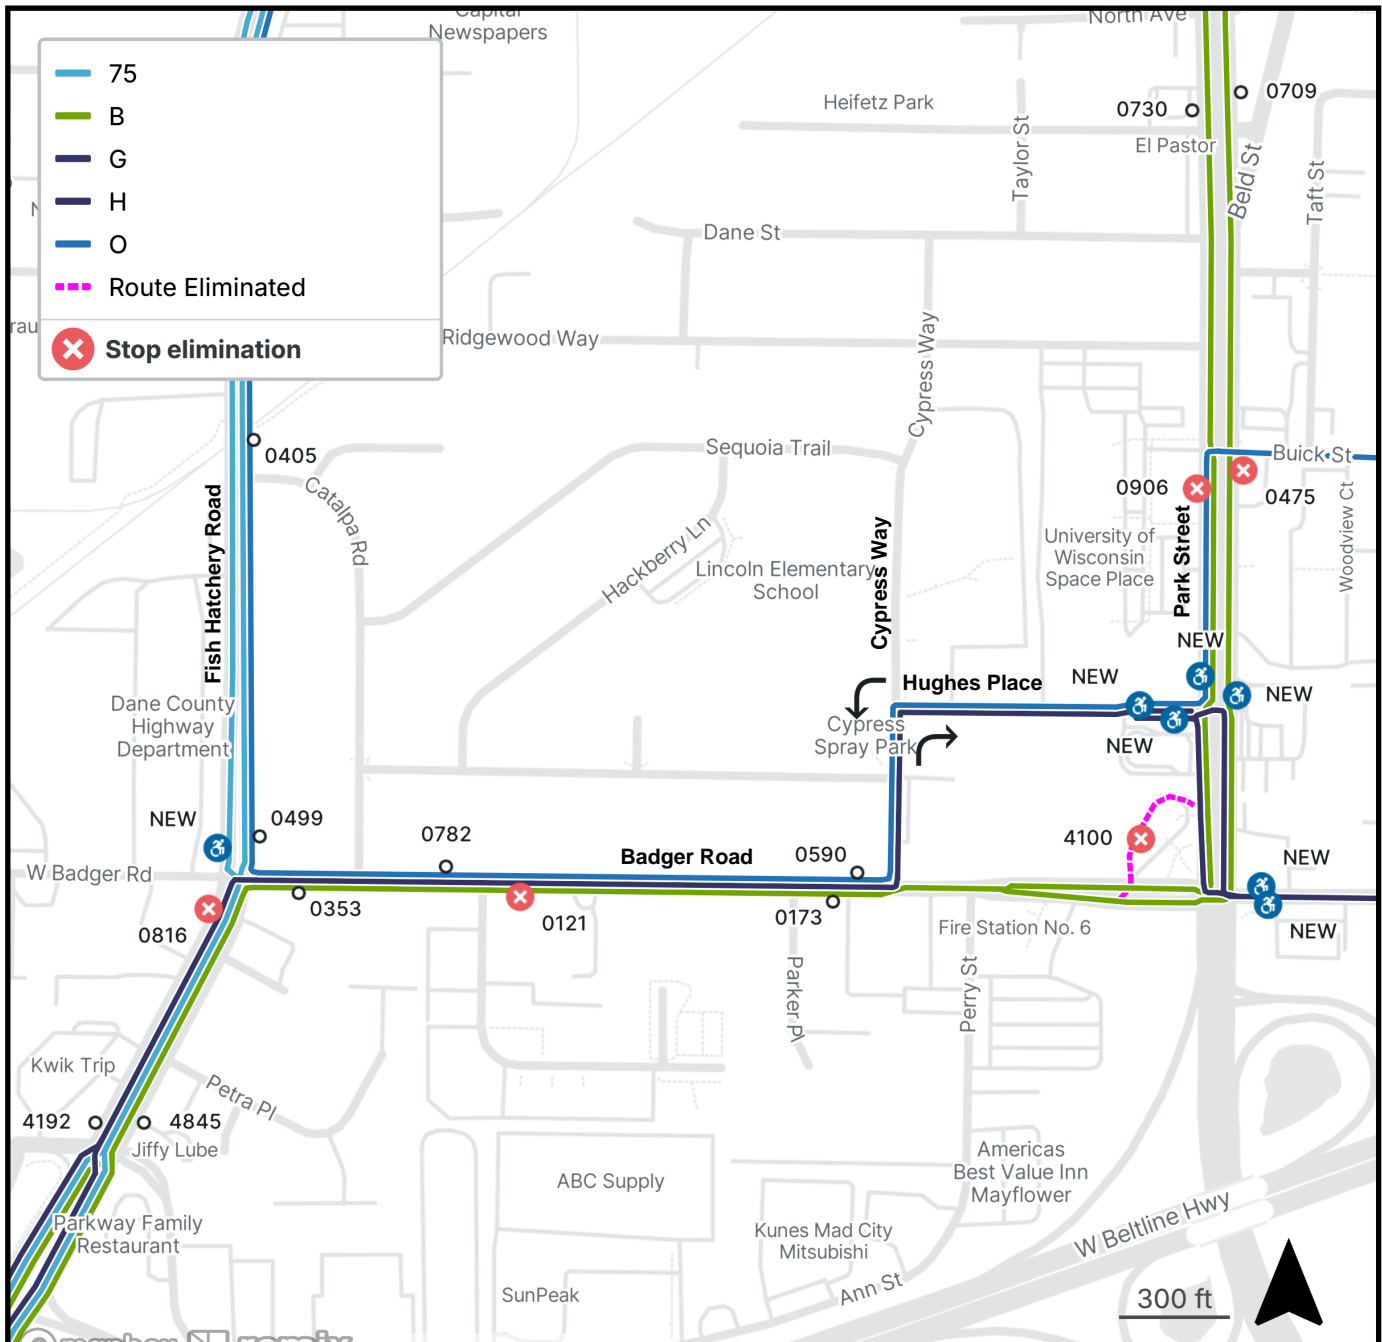 Capital
Newspapers
North Ave
75
B
G
H
O
Route Eliminated
Stop elimination
Heifetz Park
0730
0709
El Pastor
Taylor St
Beld St
Taft St
Dane St
Ridgewood Way
Cypress Way
0405
Sequoia Trail
Buick St
0906
0475
Catalpa Rd
Fish Hatchery Road
Hackberry Ln
Lincoln Elementary
School
Cypress Way
University of
Wisconsin
Space Place
Park Street
Woodview Ct
NEW
NEW
NEW
Hughes Place
Dane County
Highway
Department
Cypress
Spray Park
NEW
NEW
0499
0782
4100
W Badger Rd
Badger Road
0590
NEW
0353
0121
0173
0816
Fire Station No. 6
NEW
Parker Pl
Perry St
Kwik Trip
Petra Pl
4192
4845
Jiffy Lube
Americas
Best Value Inn
Mayflower
ABC Supply
Parkway Family
Restaurant
Kunes Mad City
Mitsubishi
W Beltline Hwy
SunPeak
Ann St
300 ft